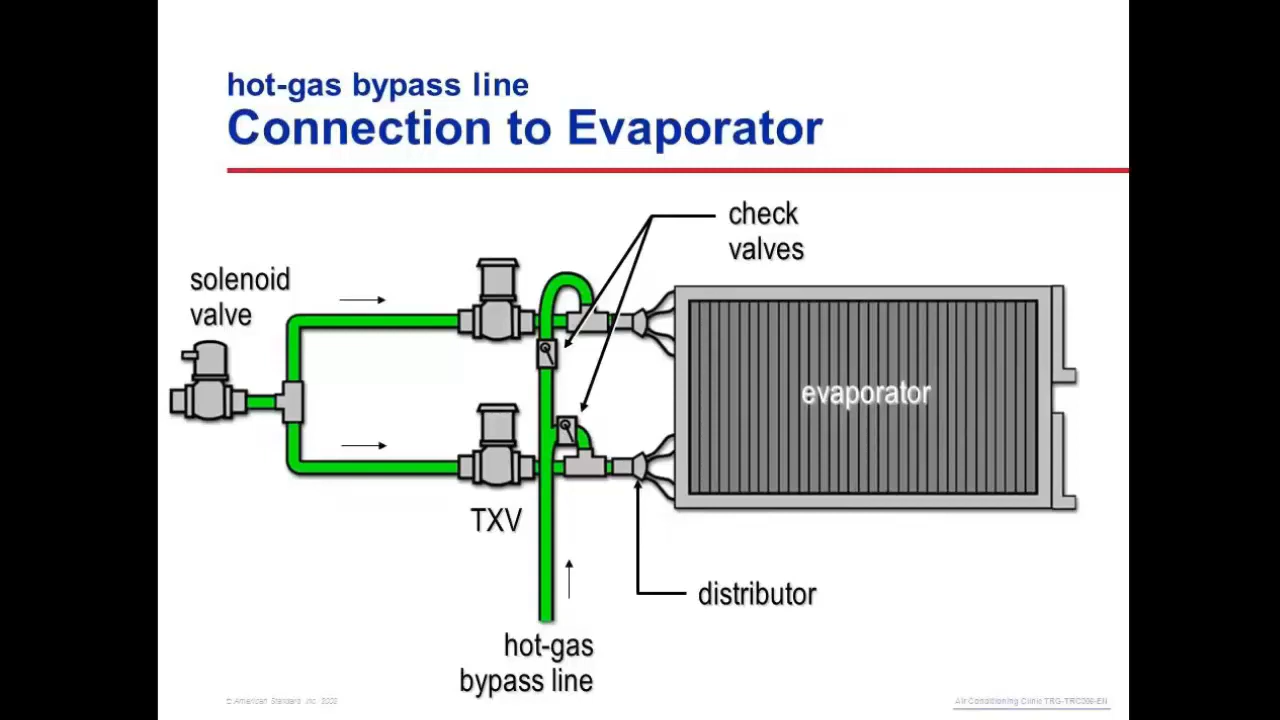 hot-gas bypass line
Connection to Evaporator
check
valves
solenoid
valve
evaporator
TXV
distributor
hot-gas
bypass line
© American Standard Inc.
Air Conditioning Clinic TRG-TRC006-EN